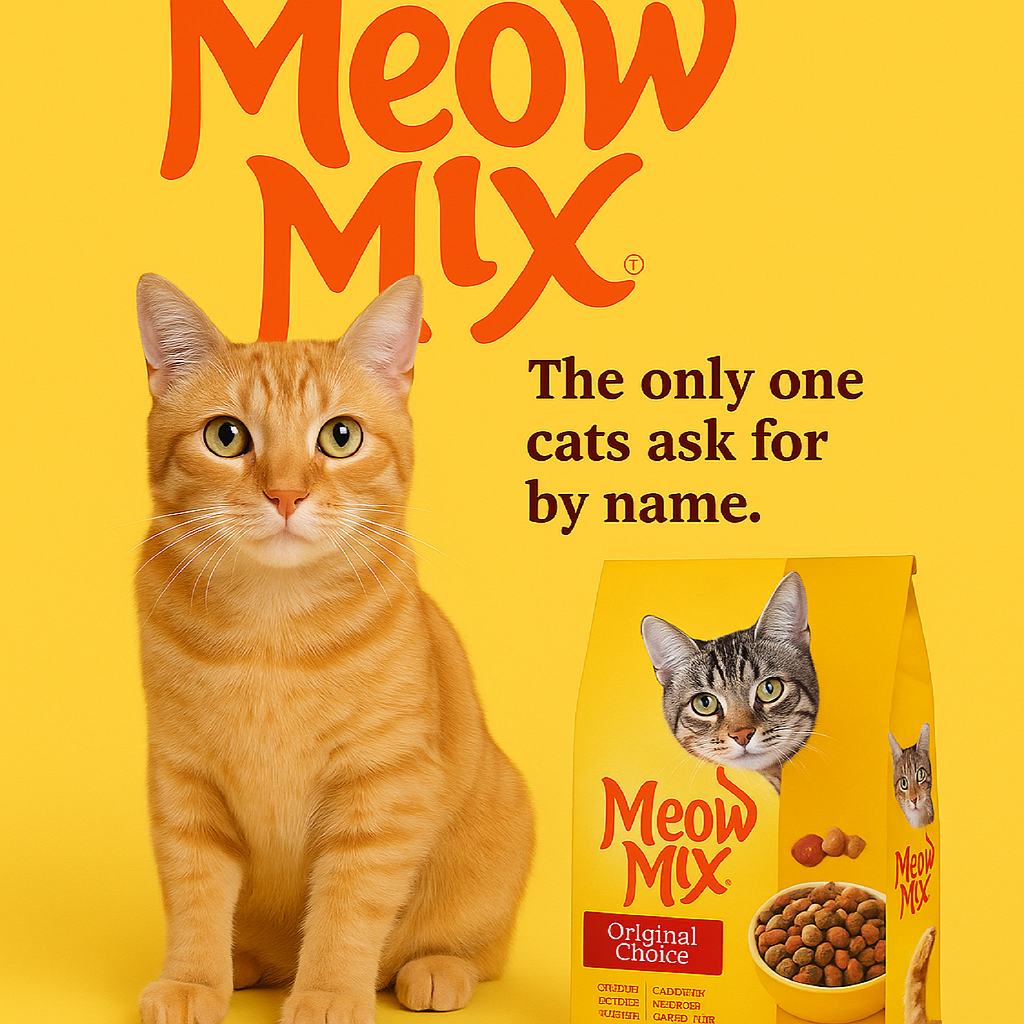 Meow
Mix
The only one
cats ask for
by name.
Meow
Mix
Original
Choice
Meow
Mix